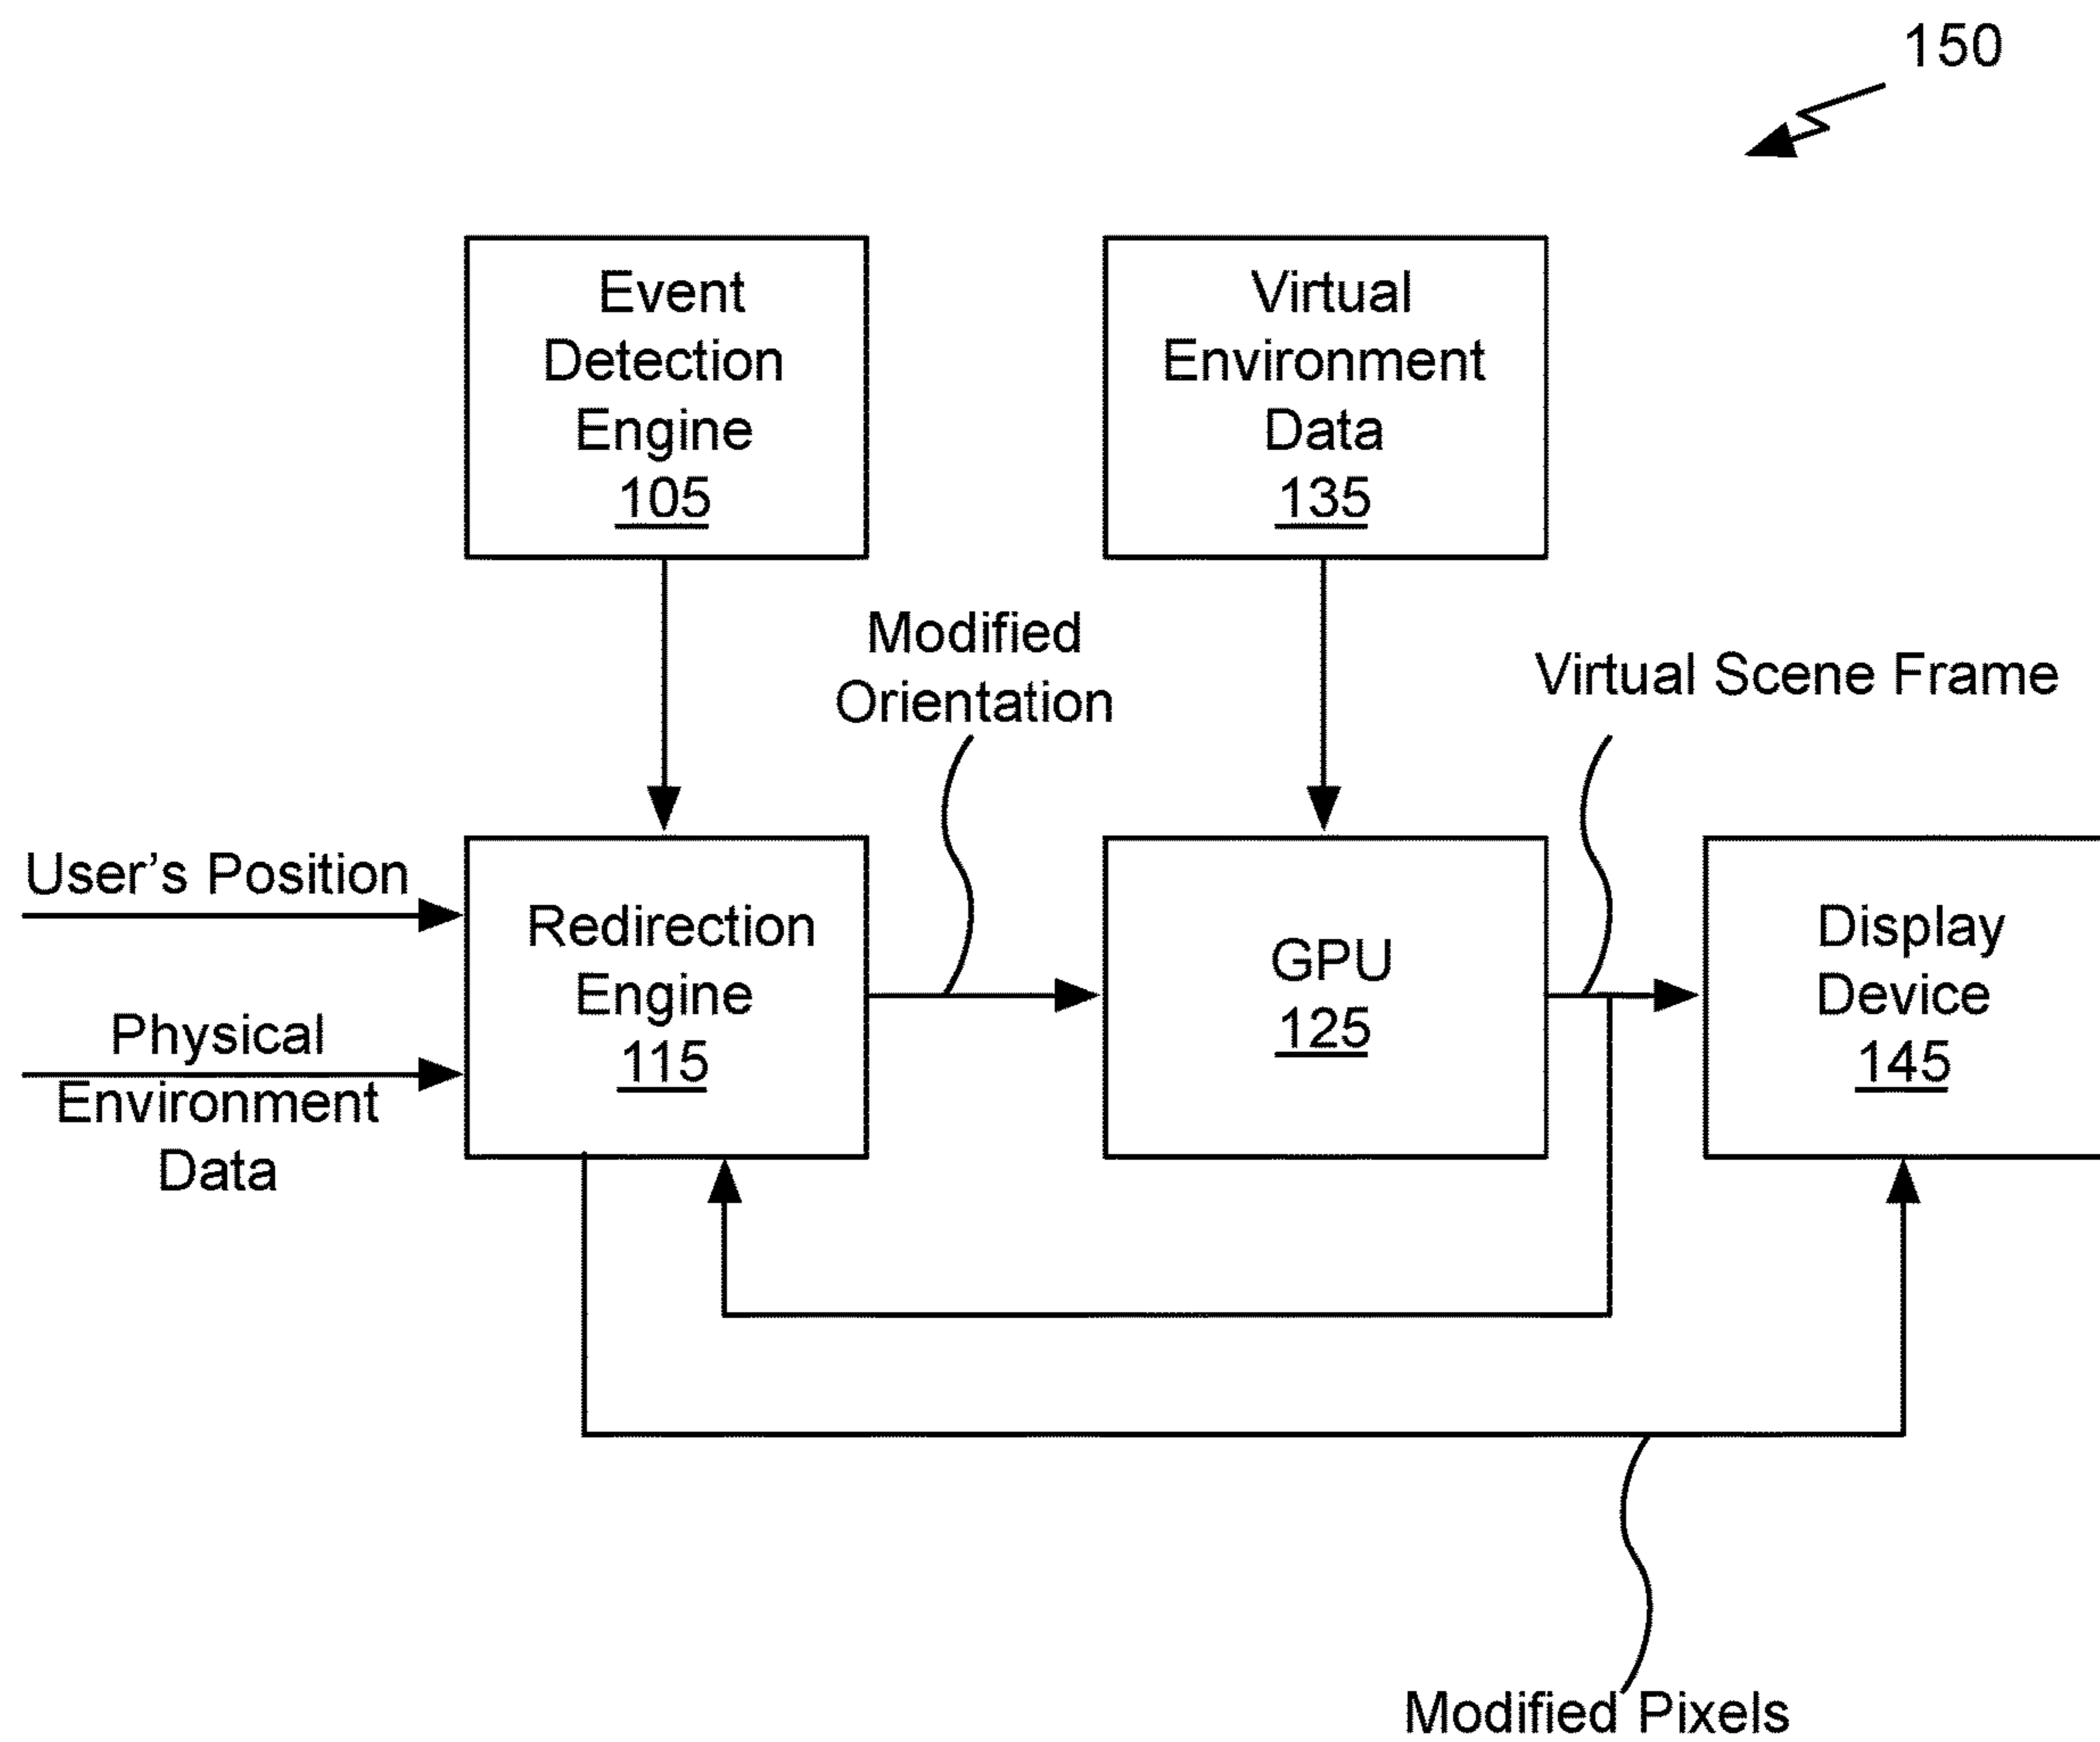 150
Event
Detection
Engine
105
Virtual
Environment
Data
135
Modified
Orientation
Virtual Scene Frame
User’s Position
Physical
Environment
Data
Redirection
Engine
115
GPU
125
Display
Device
145
Modified Pixels